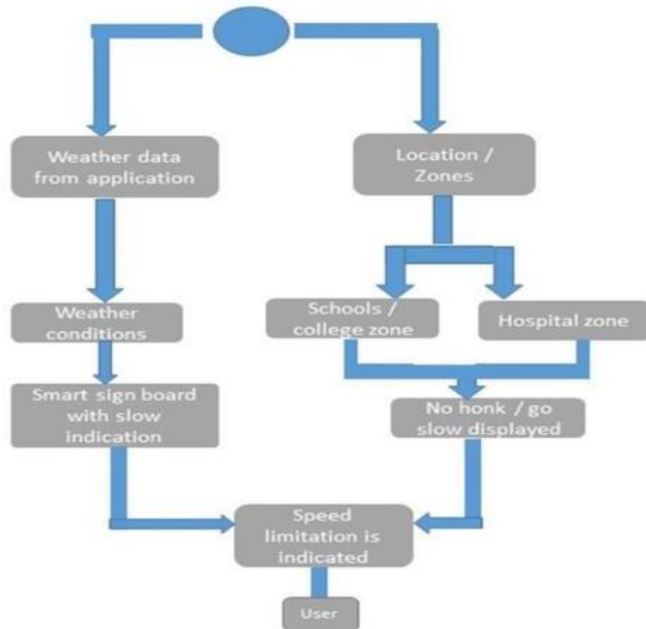 Weather data
from application
Location /
Zones
Weather
conditions
Schools /
college zone
Hospital zone
Smart sign board
with slow
indication
No honk / go
slow displayed
Speed
limitation is
indicated
User